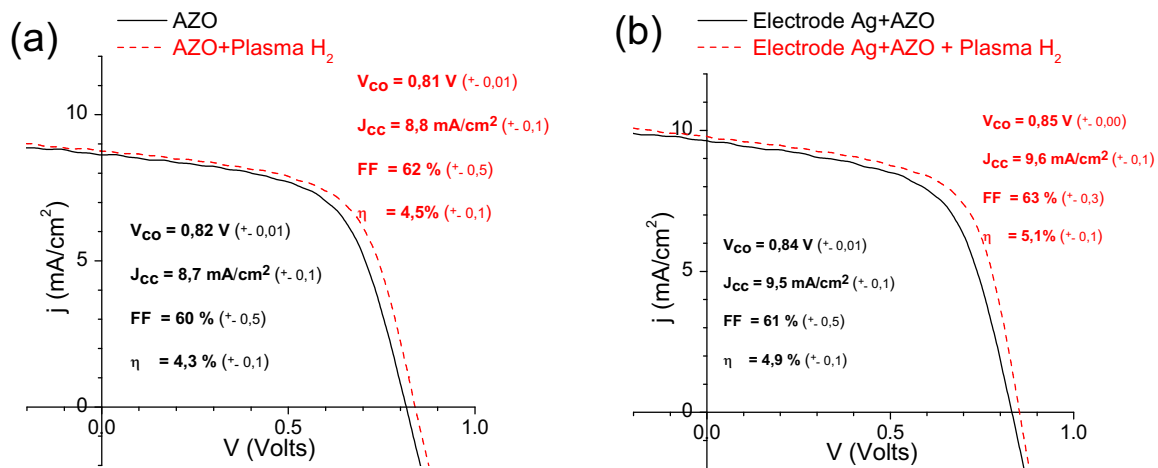 (a)
AZO
AZO+Plasma H2
VCO = 0,81 V (+- 0,01)
JCC = 8,8 mA/cm2 (+- 0,1)
FF = 62 % (+- 0,5)
η = 4,5% (+- 0,1)
VCO = 0,82 V (+- 0,01)
JCC = 8,7 mA/cm2 (+- 0,1)
FF = 60 % (+- 0,5)
η = 4,3 % (+- 0,1)
10
5
0
j (mA/cm2)
0.0 0.5 1.0
V (Volts)
(b)
Electrode Ag+AZO
Electrode Ag+AZO + Plasma H2
VCO = 0,85 V (+- 0,00)
JCC = 9,6 mA/cm2 (+- 0,1)
FF = 63 % (+- 0,3)
η = 5,1% (+- 0,1)
VCO = 0,84 V (+- 0,01)
JCC = 9,5 mA/cm2 (+- 0,1)
FF = 61 % (+- 0,5)
η = 4,9 % (+- 0,1)
10
5
0
j (mA/cm2)
0.0 0.5 1.0
V (Volts)